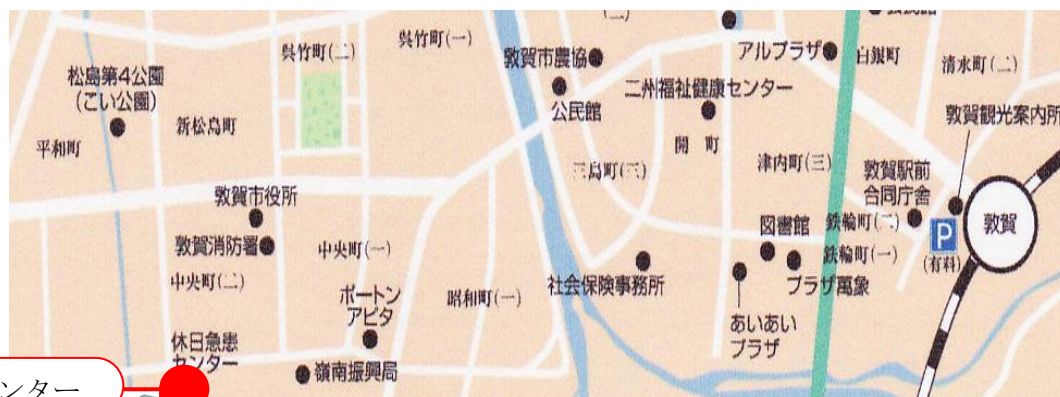 呉竹町(二)
呉竹町(一)
敦賀市農協
公民館
アルプラザ
白銀町
清水町(二)
松島第4公園
(こい公園)
二州福祉健康センター
敦賀観光案内所
新松島町
平和町
開町
三島町(三)
津内町(三)
敦賀駅前
合同庁舎
敦賀市役所
敦賀消防署
中央町(一)
中央町(二)
図書館
鉄輪町(二)
鉄輪町(一)
P
(有料)
敦賀
社会保険事務所
プラザ萬象
昭和町(一)
ポートン
アピタ
あいあい
プラザ
休日急患
センター
嶺南振興局
ンター